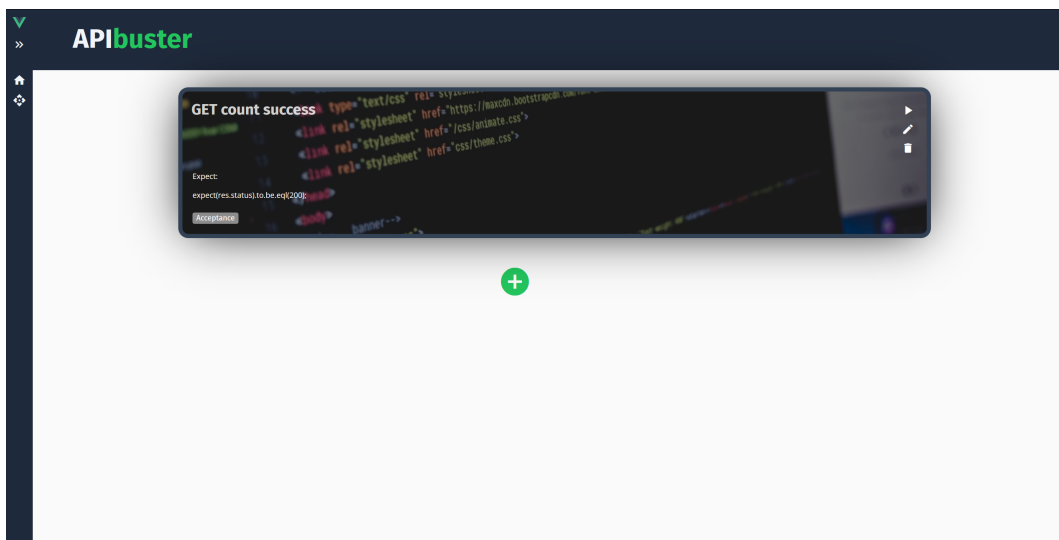 APIbuster
GET count success
type="text/css" rel="
<link rel="stylesheet" href="https://maxcdn.bootstrapcdn.com/
<link rel="stylesheet" href="/css/animate.css">
<link rel="stylesheet" href="css/theme.css">
Expect:
expect(res.status).to.be.eql(200);
</head>
Acceptance
<body>
banner-->